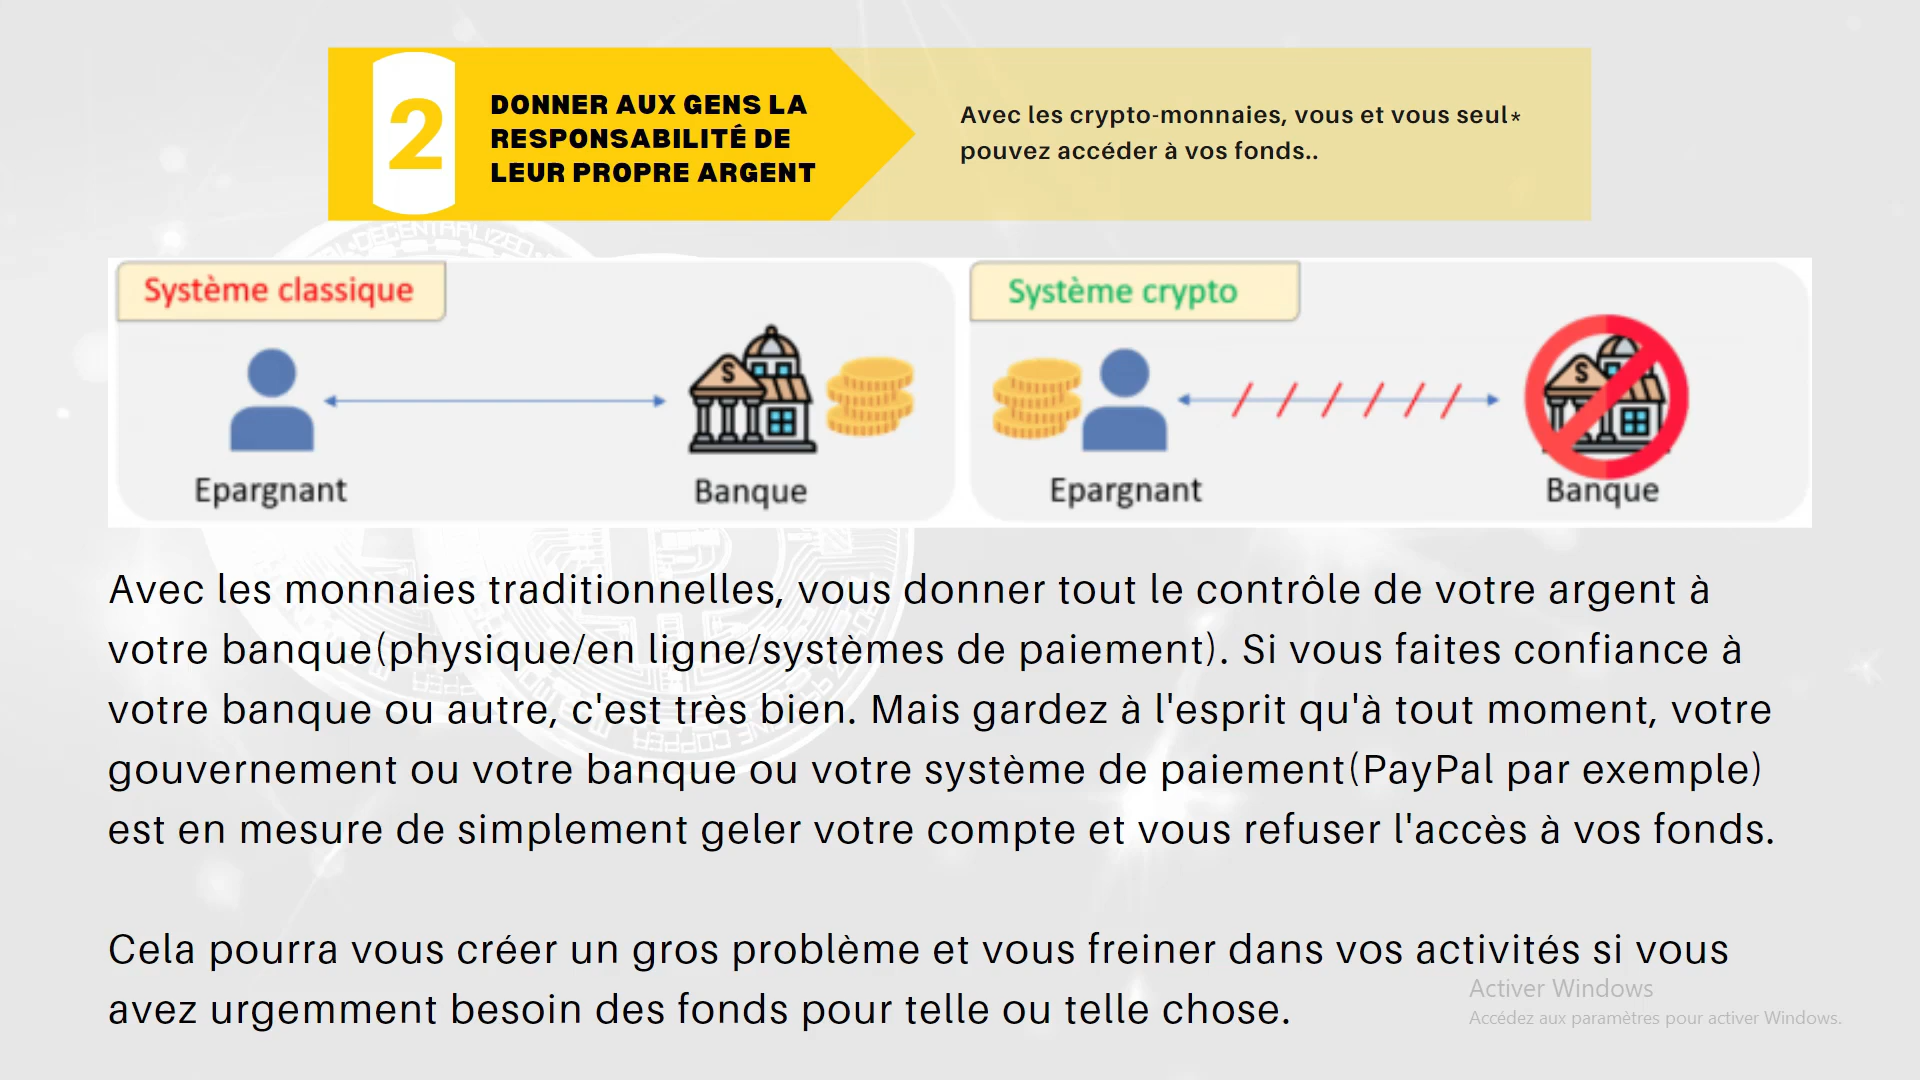 2
DONNER AUX GENS LA
RESPONSABILITÉ DE
LEUR PROPRE ARGENT
Avec les crypto-monnaies, vous et vous seul*
pouvez accéder à vos fonds..
DECENTRALIZED
Système classique
Epargnant
Banque
Système crypto
Epargnant
Banque
Avec les monnaies traditionnelles, vous donner tout le contrôle de votre argent à
votre banque(physique/en ligne/systèmes de paiement). Si vous faites confiance à
votre banque ou autre, c'est très bien. Mais gardez à l'esprit qu'à tout moment, votre
gouvernement ou votre banque ou votre système de paiement(PayPal par exemple)
est en mesure de simplement geler votre compte et vous refuser l'accès à vos fonds.
Cela pourra vous créer un gros problème et vous freiner dans vos activités si vous
avez urgemment besoin des fonds pour telle ou telle chose.
Activer Windows
Accédez aux paramètres pour activer Windows.